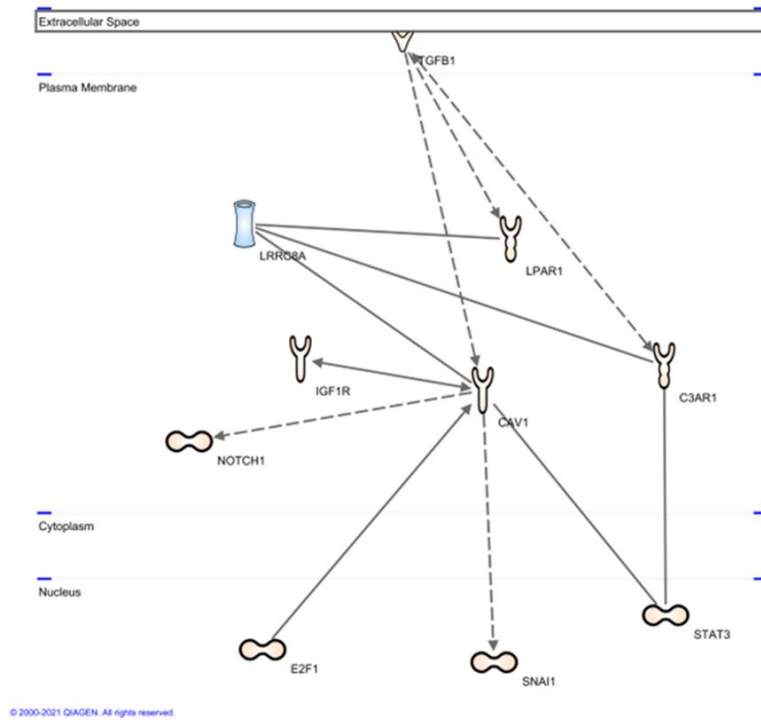 Extracellular Space
TGFB1
Plasma Membrane
LRRC8A
LPAR1
IGF1R
C3AR1
CAV1
NOTCH1
Cytoplasm
Nucleus
STAT3
E2F1
SNAI1
© 2000-2021 QIAGEN. All rights reserved.